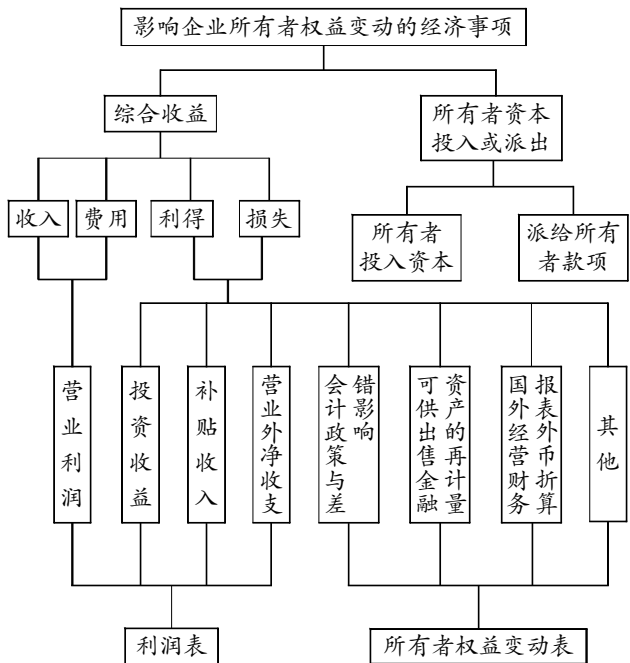 影响企业所有者权益变动的经济事项
综合收益
所有者资本
投入或派出
收入
费用
利得
损失
所有者
投入资本
派给所有
者款项
营业利润
投资收益
补贴收入
营业外净收支
会计政策与差
错影响
可供出售金融
资产的再计量
国外经营财务
报表外币折算
其他
利润表
所有者权益变动表